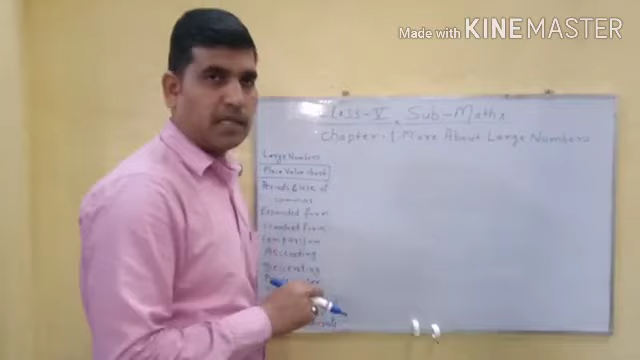 Made with KINEMASTER
Class-V, Sub-Maths
Chapter-1 More About Large Numbers
Large Numbers
Place Value chart
Periods & use of
commas
Expanded form
Standard form
Comparison
Ascending
Descending